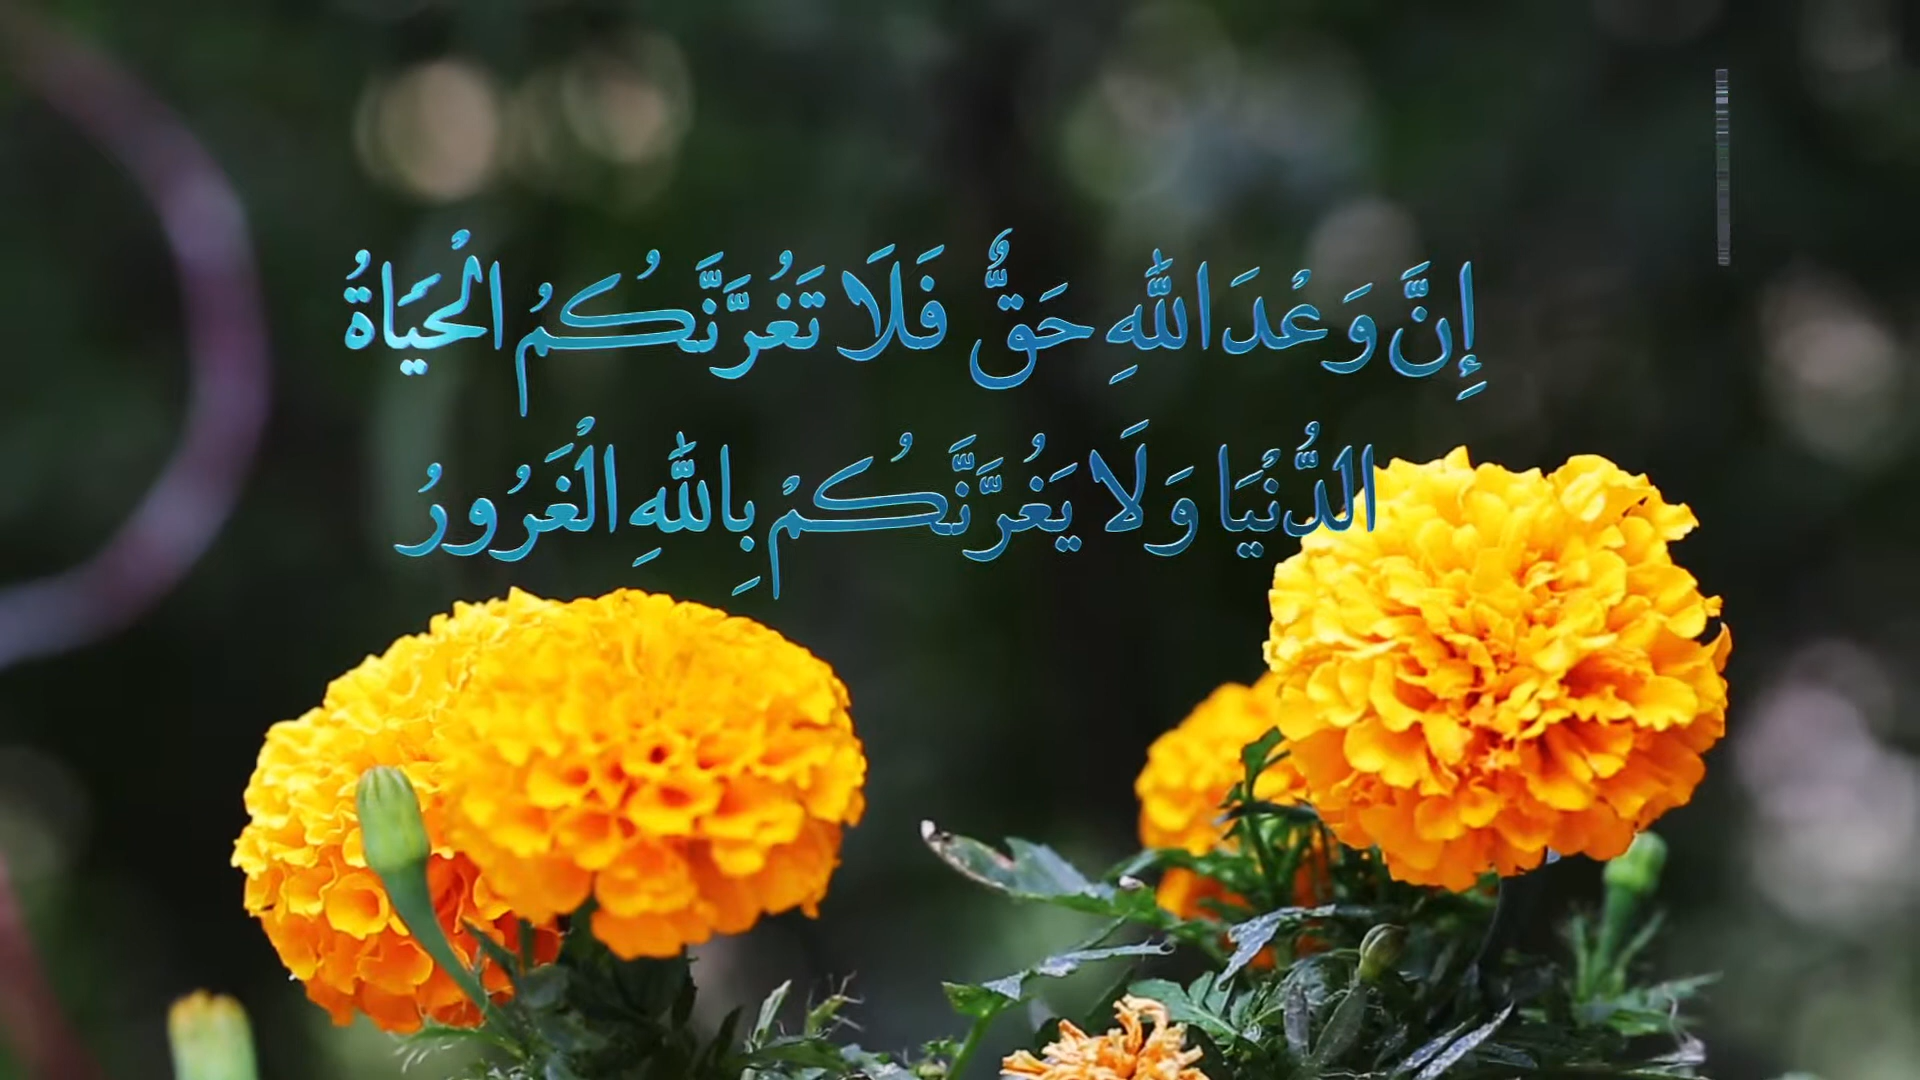 إِنَّ وَعْدَ اللّٰهِ حَقٌّ فَلَا تَغُرَّنَّكُمُ الْحَيَاةُ
الدُّنْيَا وَلَا يَغُرَّنَّكُمْ بِاللّٰهِ الْغَرُورُ